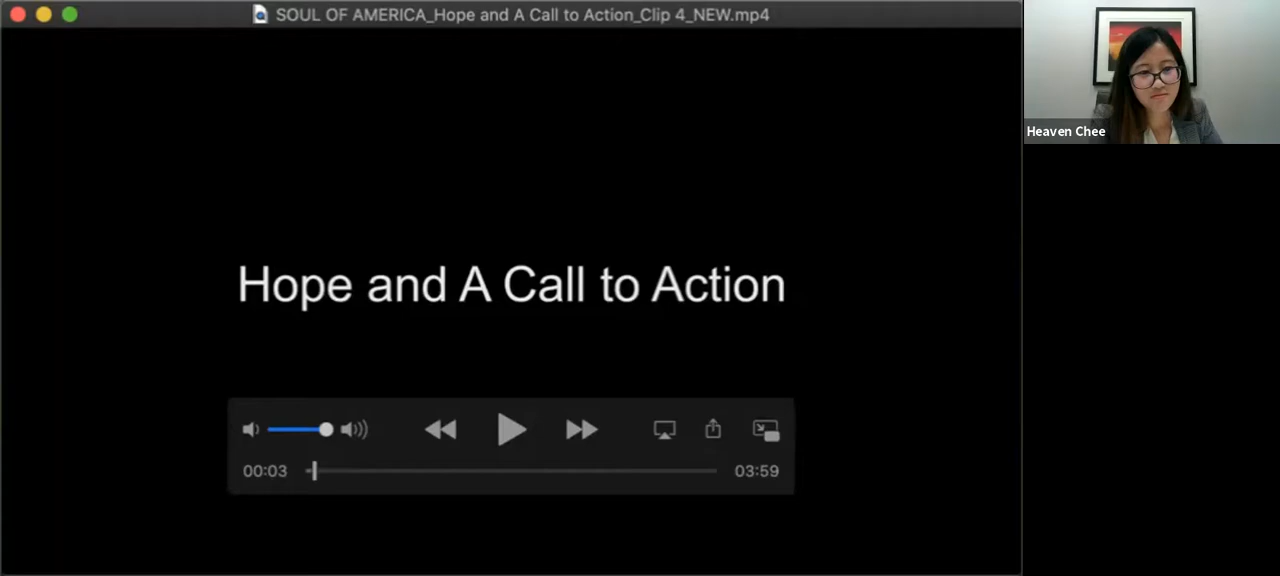 SOUL OF AMERICA_Hope and A Call to Action_Clip 4_NEW.mp4
Heaven Chee
Hope and A Call to Action
00:03
03:59